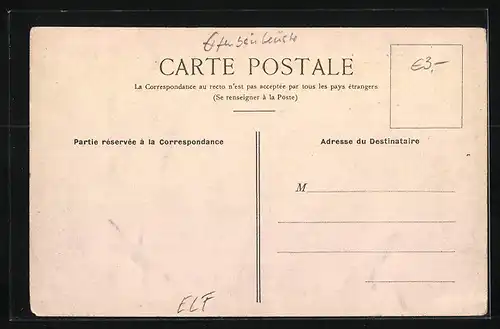 CARTE POSTALE
€3.-
La Correspondance au recto n'est pas acceptée par tous les pays étrangers
(Se renseigner à la Poste)
Partie réservée à la Correspondance
Adresse du Destinataire
M
ELF